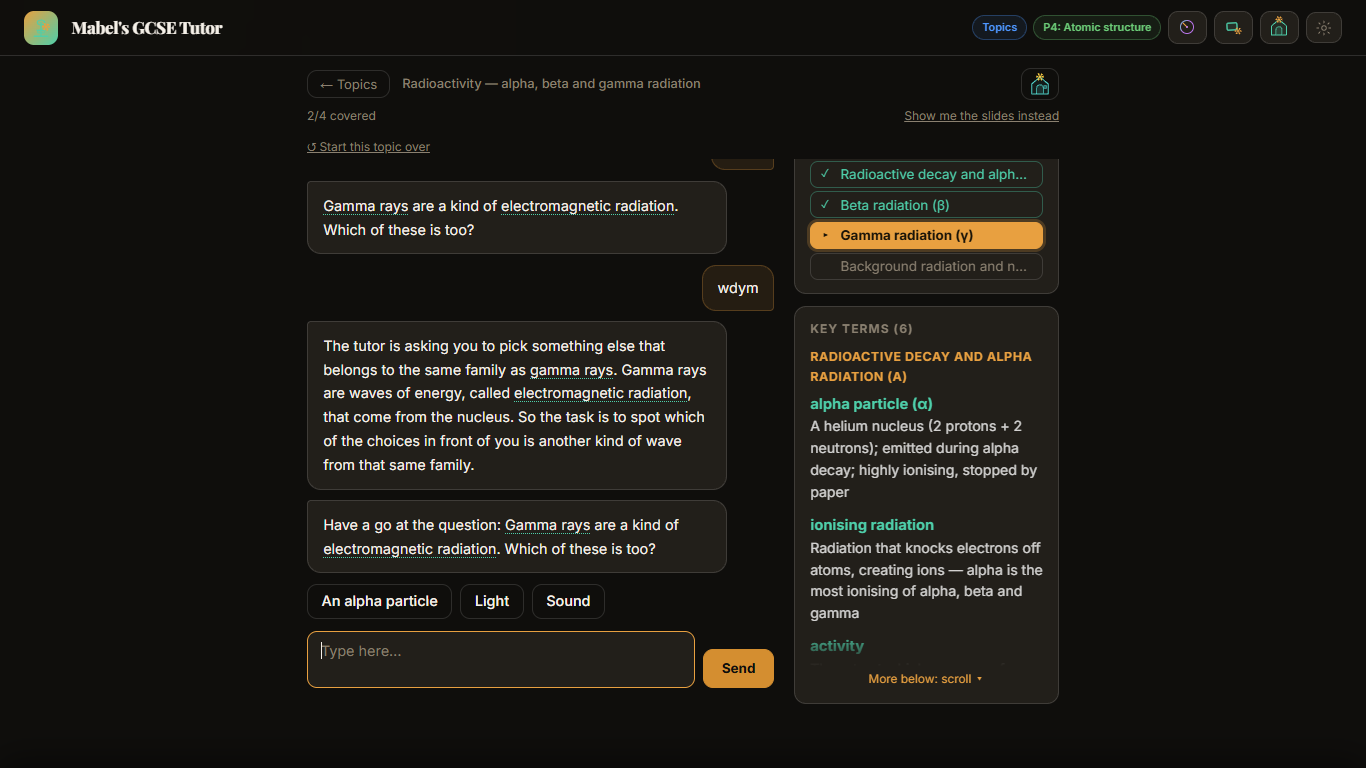 Mabel's GCSE Tutor
Topics
P4: Atomic structure
← Topics
Radioactivity — alpha, beta and gamma radiation
2/4 covered
Show me the slides instead
↺ Start this topic over
Gamma rays are a kind of electromagnetic radiation.
Which of these is too?
wdym
The tutor is asking you to pick something else that
belongs to the same family as gamma rays. Gamma rays
are waves of energy, called electromagnetic radiation,
that come from the nucleus. So the task is to spot which
of the choices in front of you is another kind of wave
from that same family.
Have a go at the question: Gamma rays are a kind of
electromagnetic radiation. Which of these is too?
An alpha particle
Light
Sound
Type here...
Send
✓ Radioactive decay and alph...
✓ Beta radiation (β)
▸ Gamma radiation (γ)
Background radiation and n...
KEY TERMS (6)
RADIOACTIVE DECAY AND ALPHA
RADIATION (Α)
alpha particle (α)
A helium nucleus (2 protons + 2
neutrons); emitted during alpha
decay; highly ionising, stopped by
paper
ionising radiation
Radiation that knocks electrons off
atoms, creating ions — alpha is the
most ionising of alpha, beta and
gamma
activity
More below: scroll ▾